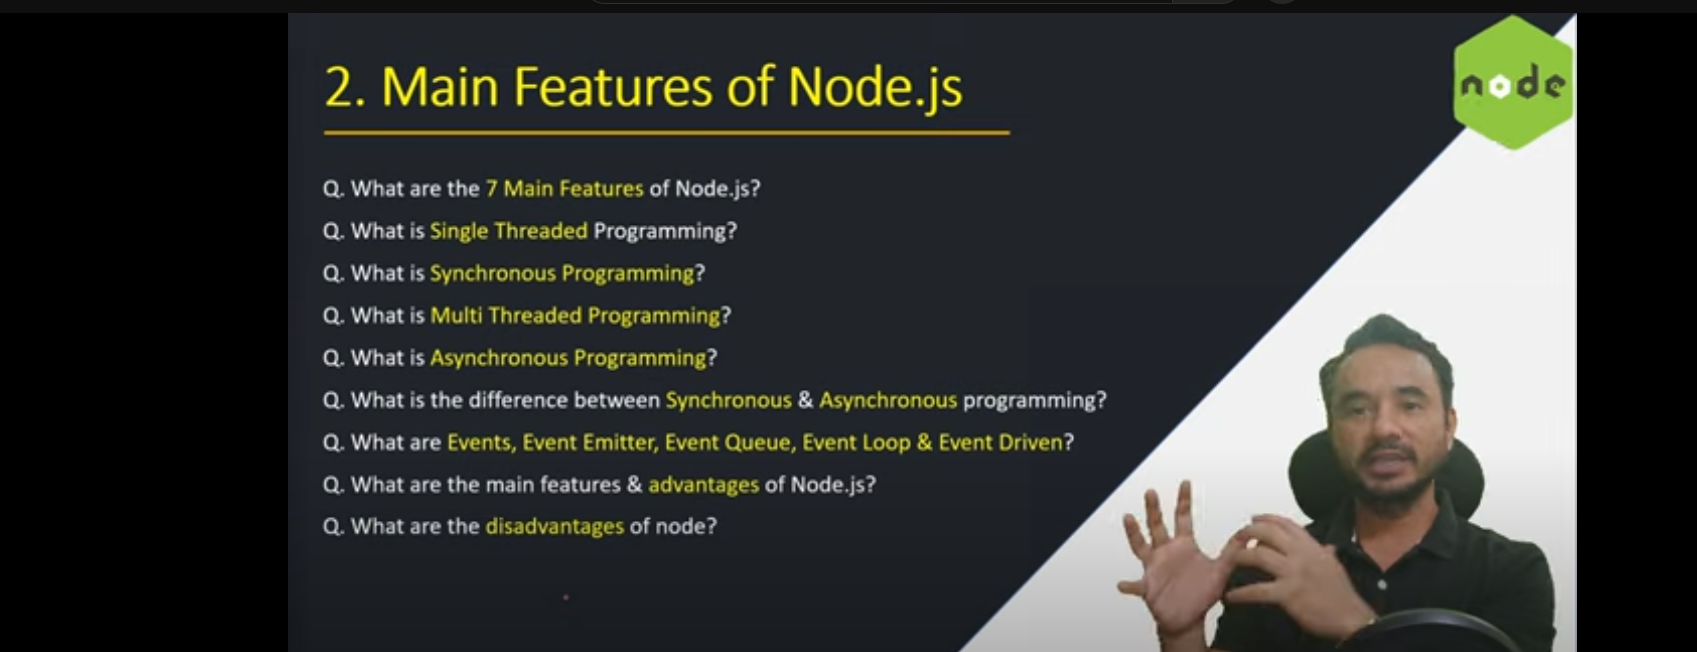 2. Main Features of Node.js
node
Q. What are the 7 Main Features of Node.js?
Q. What is Single Threaded Programming?
Q. What is Synchronous Programming?
Q. What is Multi Threaded Programming?
Q. What is Asynchronous Programming?
Q. What is the difference between Synchronous & Asynchronous programming?
Q. What are Events, Event Emitter, Event Queue, Event Loop & Event Driven?
Q. What are the main features & advantages of Node.js?
Q. What are the disadvantages of node?